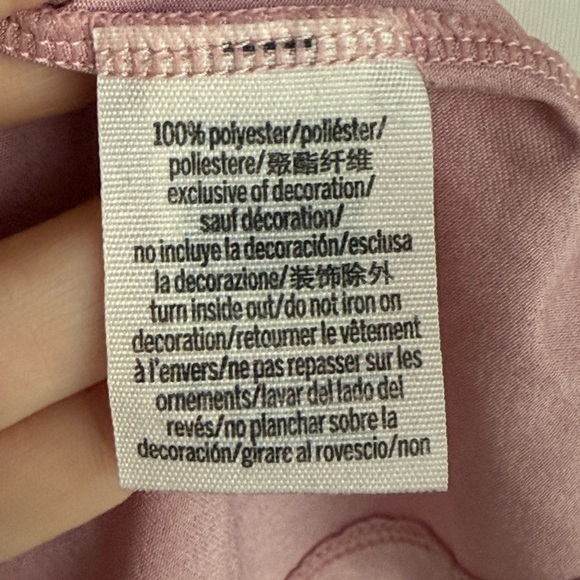 100% polyester/poliéster/
poliestere/聚酯纤维
exclusive of decoration/
sauf décoration/
no incluye la decoración/esclusa
la decorazione/装饰除外
turn inside out/do not iron on
decoration/retourner le vêtement
à l'envers/ne pas repasser sur les
ornements/lavar del lado del
revés/no planchar sobre la
decoración/girare al rovescio/non